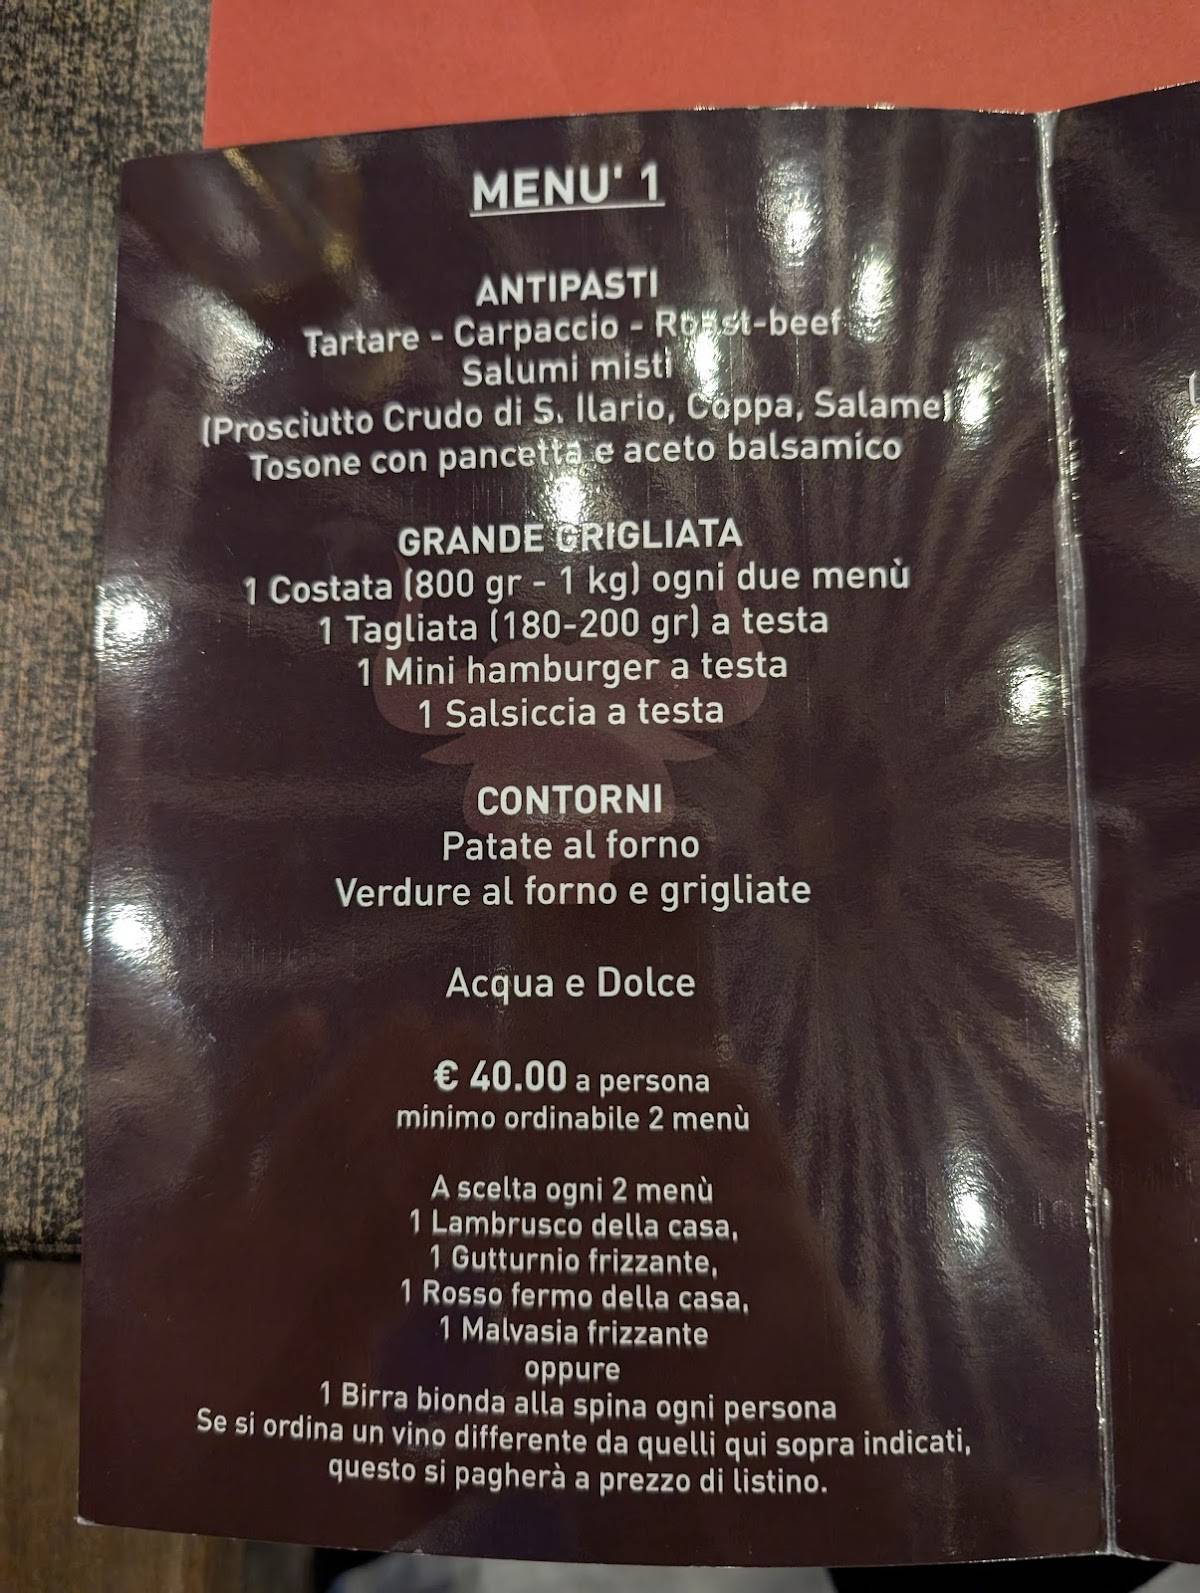 MENU' 1
ANTIPASTI
Tartare - Carpaccio - Roast-beef
Salumi misti
(Prosciutto Crudo di S. Ilario, Coppa, Salame)
Tosone con pancetta e aceto balsamico
GRANDE GRIGLIATA
1 Costata (800 gr - 1 kg) ogni due menù
1 Tagliata (180-200 gr) a testa
1 Mini hamburger a testa
1 Salsiccia a testa
CONTORNI
Patate al forno
Verdure al forno e grigliate
Acqua e Dolce
€ 40.00 a persona
minimo ordinabile 2 menù
A scelta ogni 2 menù
1 Lambrusco della casa,
1 Gutturnio frizzante,
1 Rosso fermo della casa,
1 Malvasia frizzante
oppure
1 Birra bionda alla spina ogni persona
Se si ordina un vino differente da quelli qui sopra indicati,
questo si pagherà a prezzo di listino.